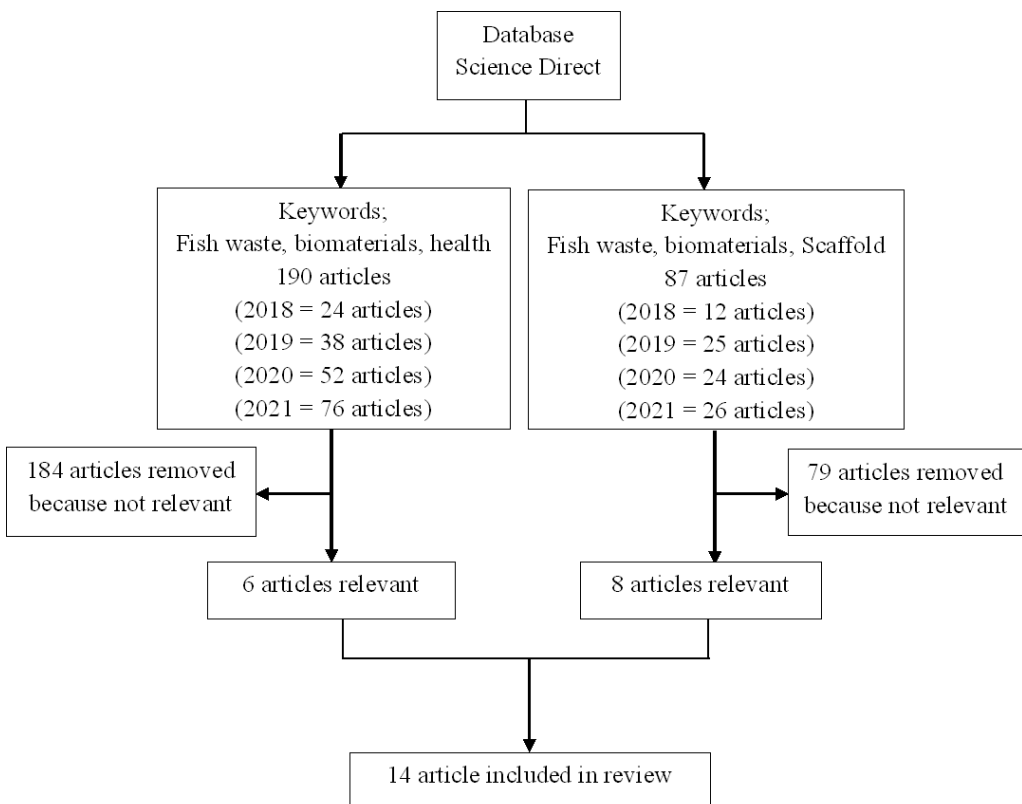 Database
Science Direct
Keywords;
Fish waste, biomaterials, health
190 articles
(2018 = 24 articles)
(2019 = 38 articles)
(2020 = 52 articles)
(2021 = 76 articles)
Keywords;
Fish waste, biomaterials, Scaffold
87 articles
(2018 = 12 articles)
(2019 = 25 articles)
(2020 = 24 articles)
(2021 = 26 articles)
184 articles removed
because not relevant
79 articles removed
because not relevant
6 articles relevant
8 articles relevant
14 article included in review